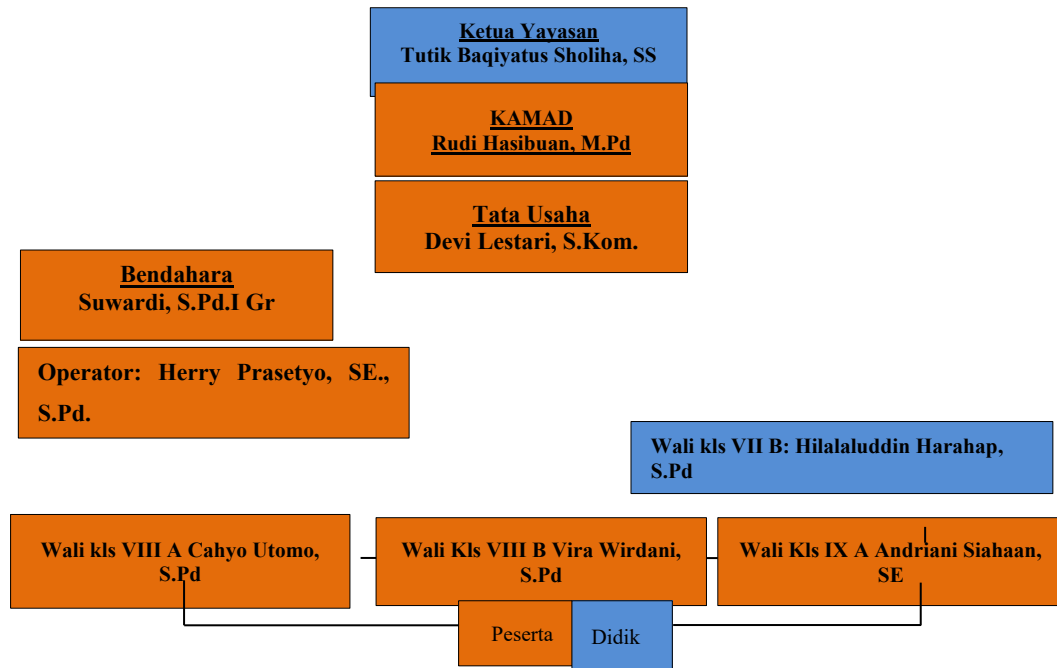 Ketua Yayasan
Tutik Baqiyatus Sholiha, SS
KAMAD
Rudi Hasibuan, M.Pd
Tata Usaha
Devi Lestari, S.Kom.
Bendahara
Suwardi, S.Pd.I Gr
Operator: Herry Prasetyo, SE.,
S.Pd.
Wali kls VII B: Hilalaluddin Harahap,
S.Pd
Wali kls VIII A Cahyo Utomo,
S.Pd
Wali Kls VIII B Vira Wirdani,
S.Pd
Wali Kls IX A Andriani Siahaan,
SE
Peserta
Didik